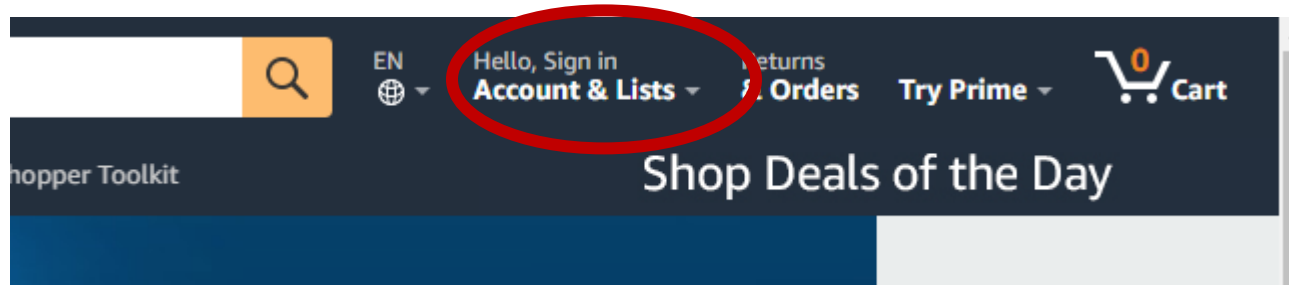 EN
Hello, Sign in
Account & Lists
Returns
& Orders
Try Prime
0
Cart
hopper Toolkit
Shop Deals of the Day